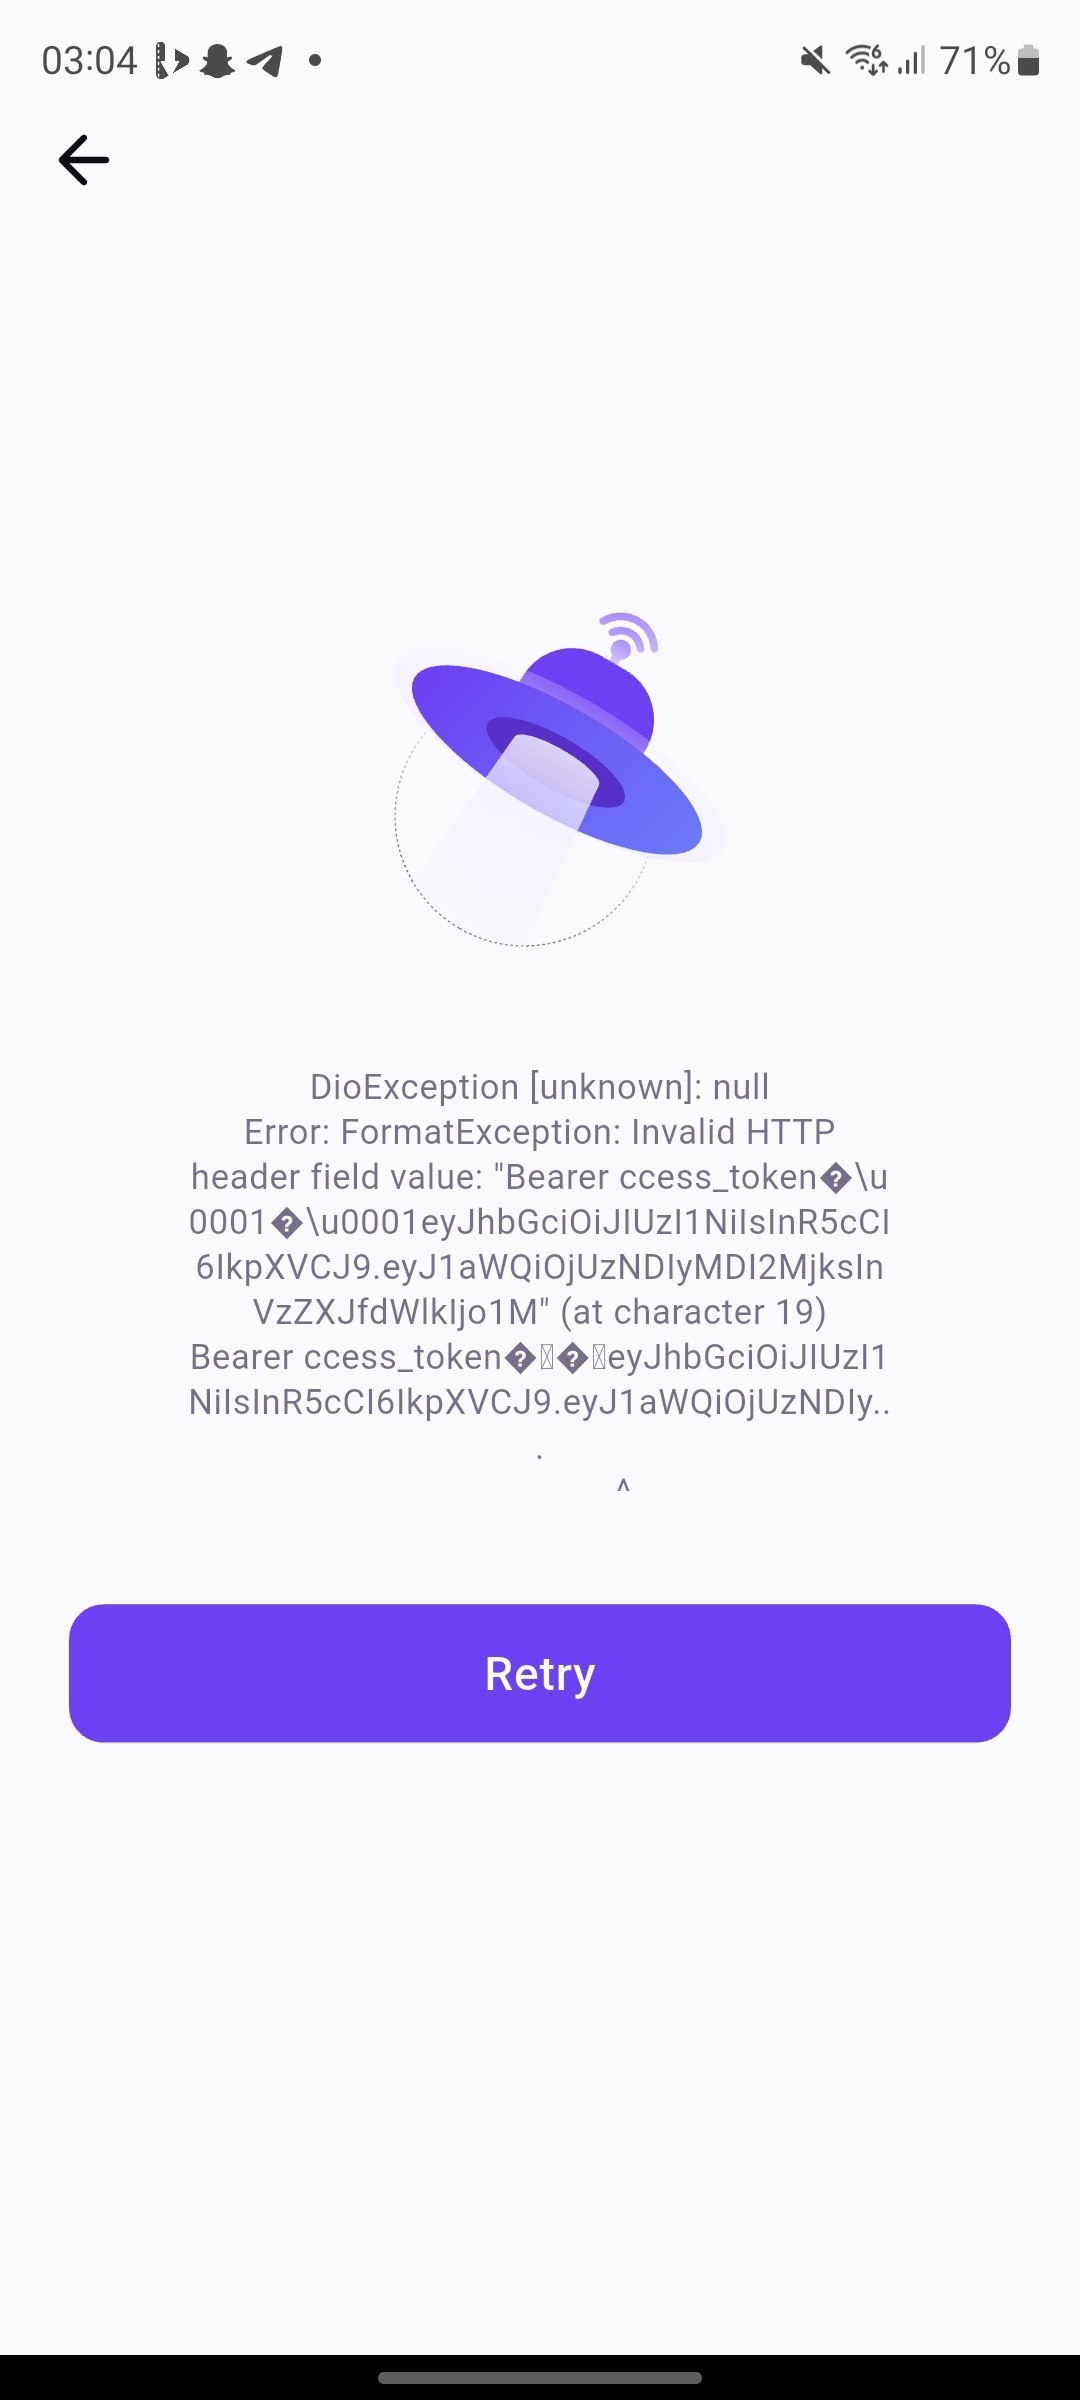 03:04
71%
DioException [unknown]: null
Error: FormatException: Invalid HTTP
header field value: "Bearer ccess_token�\u
0001�\u0001eyJhbGciOiJIUzI1NiIsInR5cCI
6IkpXVCJ9.eyJ1aWQiOjUzNDIyMDI2MjksIn
VzZXJfdWlkIjo1M" (at character 19)
Bearer ccess_token��eyJhbGciOiJIUzI1
NiIsInR5cCI6IkpXVCJ9.eyJ1aWQiOjUzNDIy..
.
^
Retry